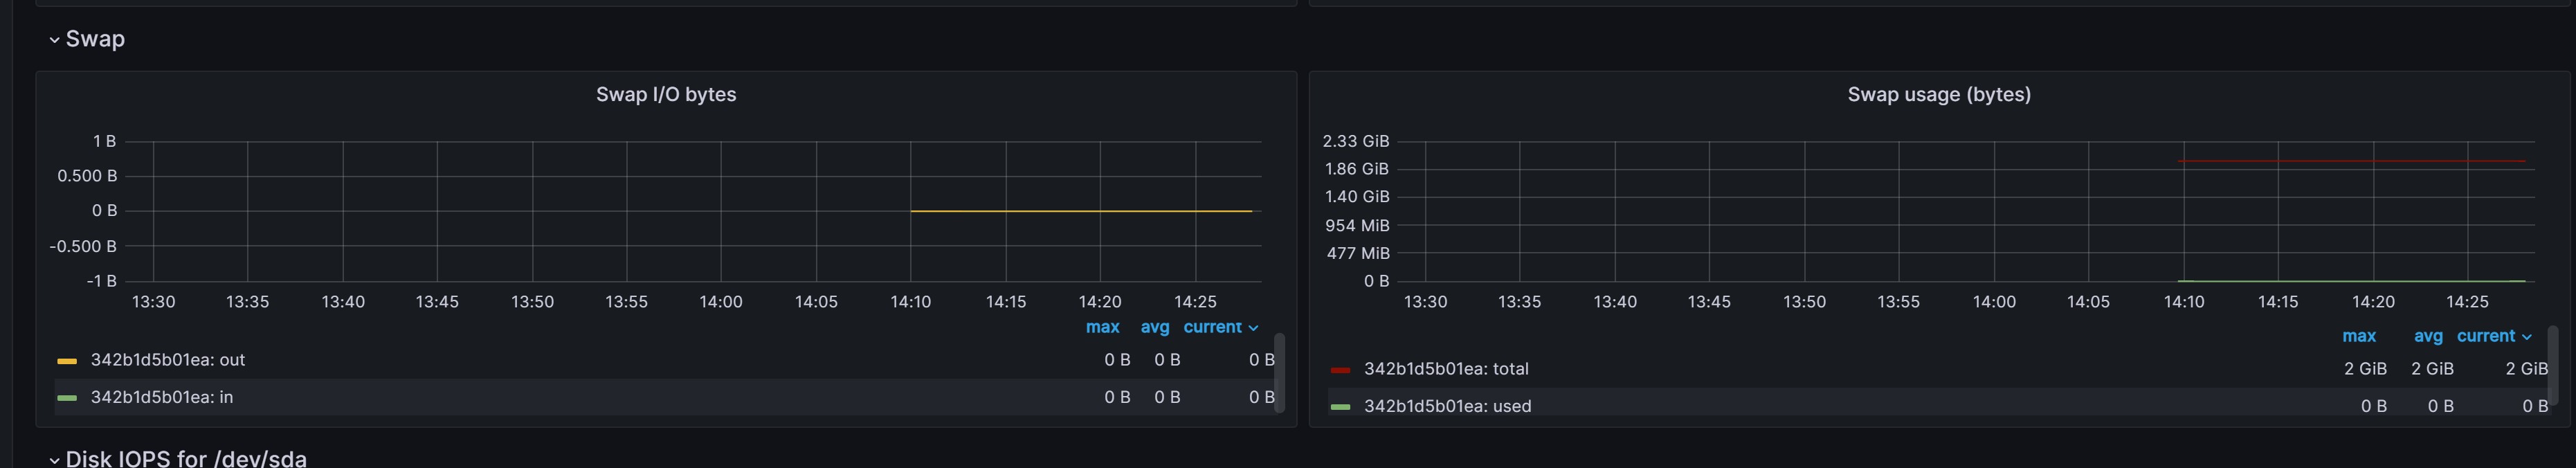 Swap
Swap I/O bytes
1 B
0.500 B
0 B
-0.500 B
-1 B
13:30 13:35 13:40 13:45 13:50 13:55 14:00 14:05 14:10 14:15 14:20 14:25
max avg current
342b1d5b01ea: out 0 B 0 B 0 B
342b1d5b01ea: in 0 B 0 B 0 B
Swap usage (bytes)
2.33 GiB
1.86 GiB
1.40 GiB
954 MiB
477 MiB
0 B
13:30 13:35 13:40 13:45 13:50 13:55 14:00 14:05 14:10 14:15 14:20 14:25
max avg current
342b1d5b01ea: total 2 GiB 2 GiB 2 GiB
342b1d5b01ea: used 0 B 0 B 0 B
Disk IOPS for /dev/sda